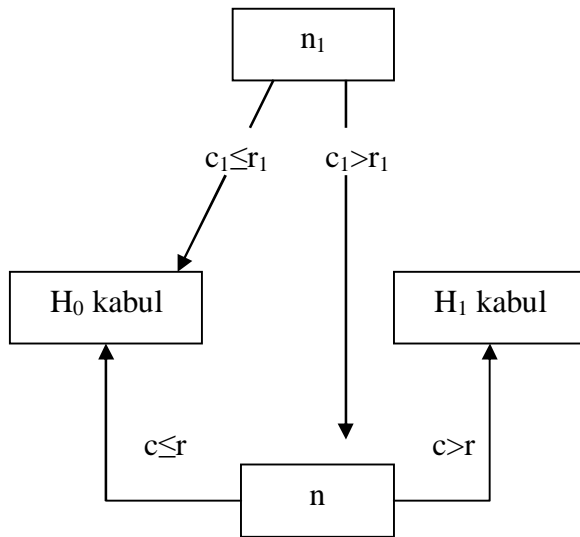 n₁
c₁≤r₁
c₁>r₁
H₀ kabul
H₁ kabul
c≤r
c>r
n